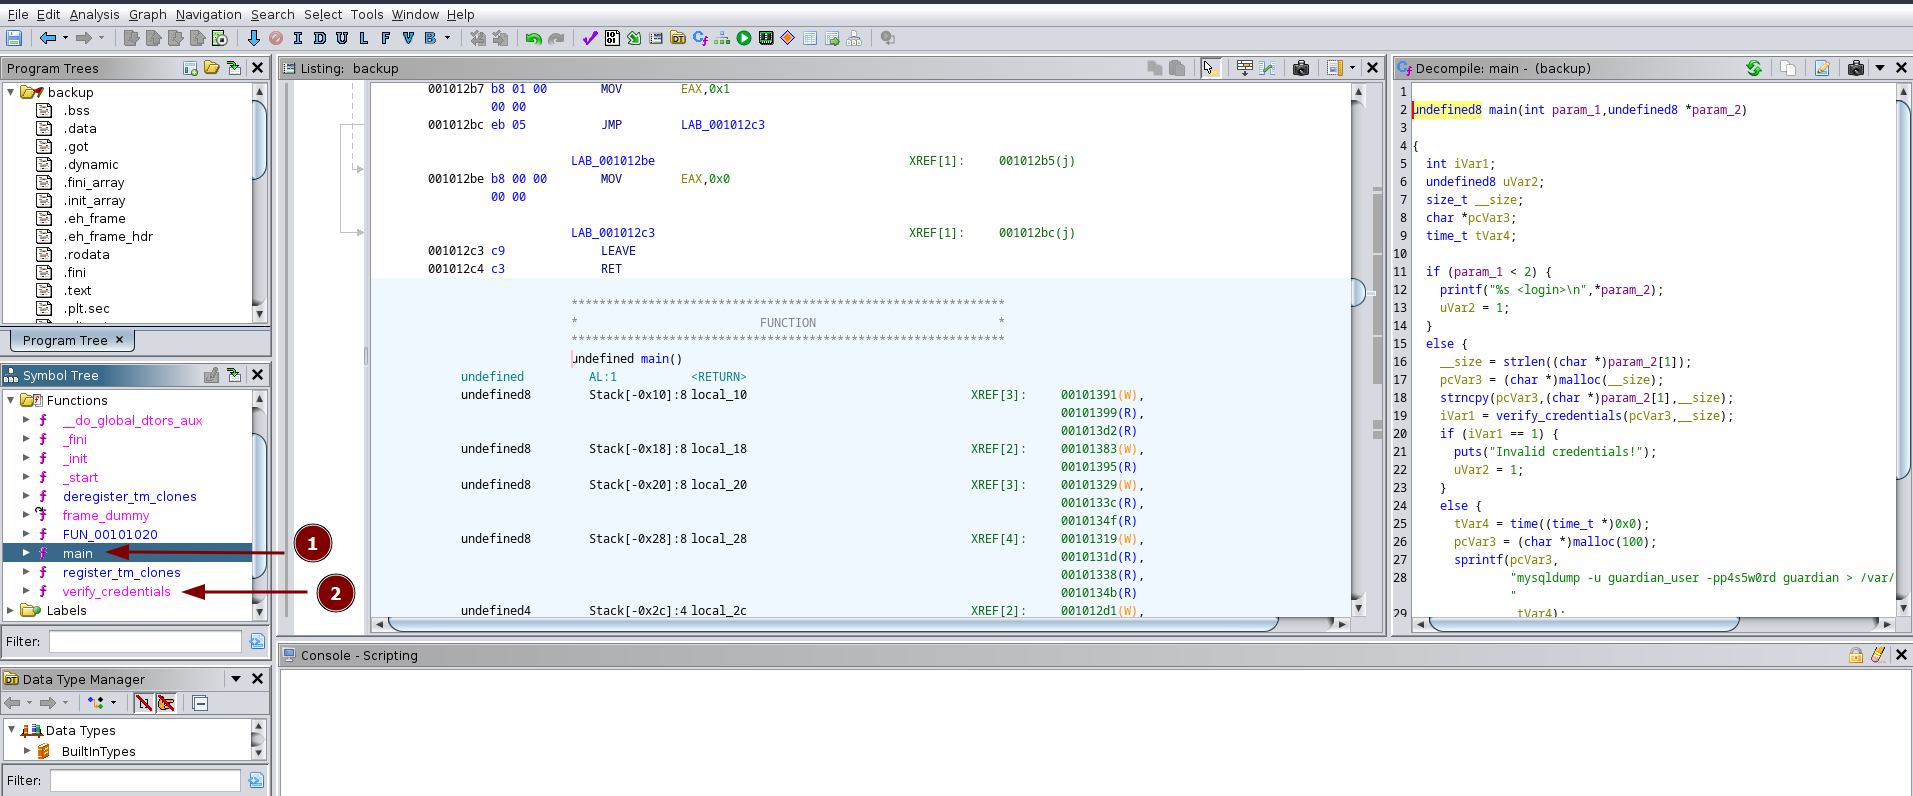 File Edit Analysis Graph Navigation Search Select Tools Window Help
I D U L F V B
Program Trees
backup
.bss
.data
.got
.dynamic
.fini_array
.init_array
.eh_frame
.eh_frame_hdr
.rodata
.fini
.text
.plt.sec
Program Tree ×
Symbol Tree
Functions
__do_global_dtors_aux
_fini
_init
_start
deregister_tm_clones
frame_dummy
FUN_00101020
main
register_tm_clones
verify_credentials
Labels
Filter:
Data Type Manager
Data Types
BuiltInTypes
Filter:
1
2
Listing: backup
001012b7 b8 01 00 MOV EAX,0x1
00 00
001012bc eb 05 JMP LAB_001012c3
LAB_001012be XREF[1]: 001012b5(j)
001012be b8 00 00 MOV EAX,0x0
00 00
LAB_001012c3 XREF[1]: 001012bc(j)
001012c3 c9 LEAVE
001012c4 c3 RET
**************************************************************
* FUNCTION *
**************************************************************
undefined main()
undefined AL:1 <RETURN>
undefined8 Stack[-0x10]:8 local_10 XREF[3]: 00101391(W),
00101399(R),
001013d2(R)
undefined8 Stack[-0x18]:8 local_18 XREF[2]: 00101383(W),
00101395(R)
undefined8 Stack[-0x20]:8 local_20 XREF[3]: 00101329(W),
0010133c(R),
0010134f(R)
undefined8 Stack[-0x28]:8 local_28 XREF[4]: 00101319(W),
0010131d(R),
00101338(R),
0010134b(R)
undefined4 Stack[-0x2c]:4 local_2c XREF[2]: 001012d1(W),
Decompile: main - (backup)
1
2 undefined8 main(int param_1,undefined8 *param_2)
3
4 {
5 int iVar1;
6 undefined8 uVar2;
7 size_t __size;
8 char *pcVar3;
9 time_t tVar4;
10
11 if (param_1 < 2) {
12 printf("%s <login>\n",*param_2);
13 uVar2 = 1;
14 }
15 else {
16 __size = strlen((char *)param_2[1]);
17 pcVar3 = (char *)malloc(__size);
18 strncpy(pcVar3,(char *)param_2[1],__size);
19 iVar1 = verify_credentials(pcVar3,__size);
20 if (iVar1 == 1) {
21 puts("Invalid credentials!");
22 uVar2 = 1;
23 }
24 else {
25 tVar4 = time((time_t *)0x0);
26 pcVar3 = (char *)malloc(100);
27 sprintf(pcVar3,
28 "mysqldump -u guardian_user -pp4s5w0rd guardian > /var/
"
29 tVar4);
Console - Scripting